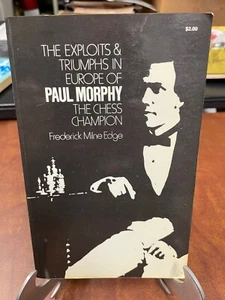 $2.00
THE EXPLOITS &
TRIUMPHS IN
EUROPE OF
PAUL MORPHY
THE CHESS
CHAMPION
Frederick Milne Edge